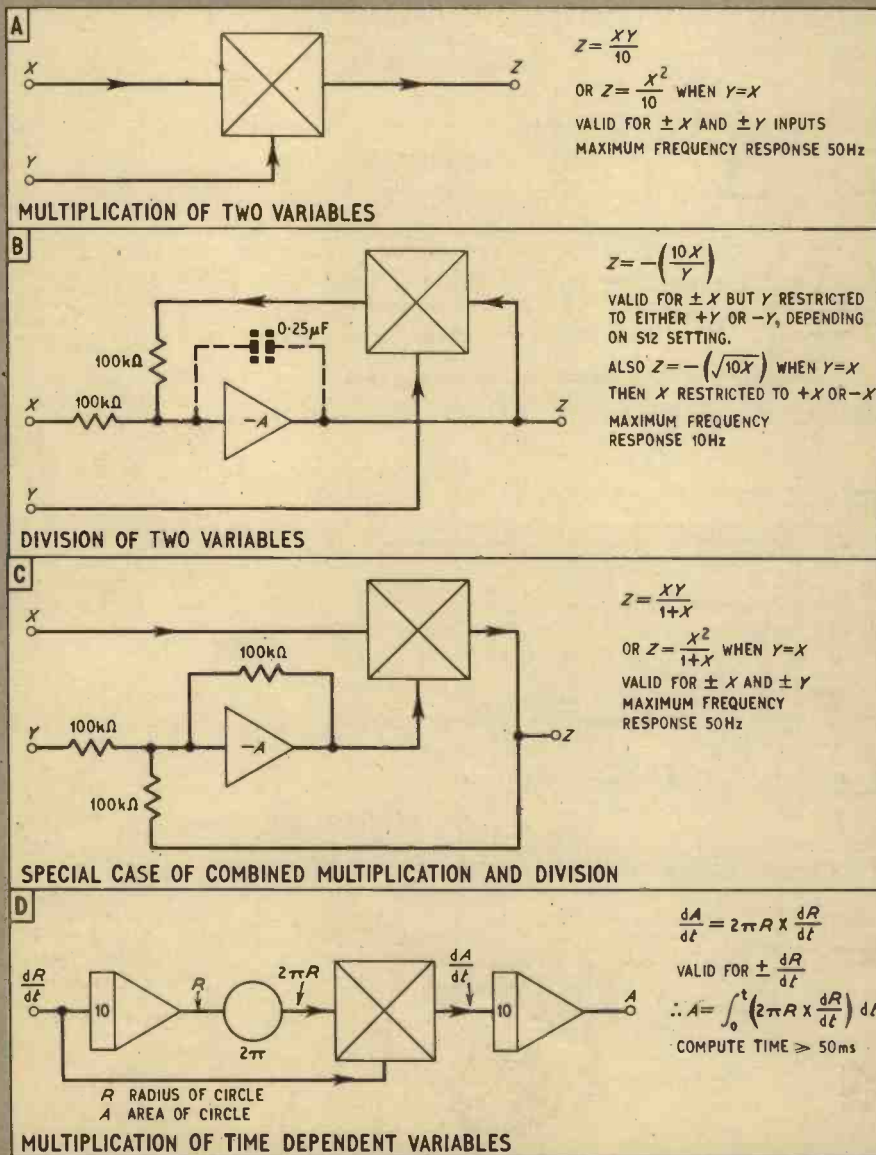 A
X
Z
Y
Z = XY/10
OR Z = X²/10 WHEN Y=X
VALID FOR ± X AND ± Y INPUTS
MAXIMUM FREQUENCY RESPONSE 50Hz
MULTIPLICATION OF TWO VARIABLES
B
0·25µF
100kΩ
X
100kΩ
-A
Z
Y
Z = -(10X/Y)
VALID FOR ± X BUT Y RESTRICTED
TO EITHER +Y OR -Y, DEPENDING
ON S12 SETTING.
ALSO Z = -(√10X) WHEN Y=X
THEN X RESTRICTED TO +X OR -X
MAXIMUM FREQUENCY
RESPONSE 10Hz
DIVISION OF TWO VARIABLES
C
X
100kΩ
Y
100kΩ
-A
Z
100kΩ
Z = XY/1+X
OR Z = X²/1+X WHEN Y=X
VALID FOR ± X AND ± Y
MAXIMUM FREQUENCY
RESPONSE 50Hz
SPECIAL CASE OF COMBINED MULTIPLICATION AND DIVISION
D
dR/dt
10
R
2πR
2π
dA/dt
10
A
R RADIUS OF CIRCLE
A AREA OF CIRCLE
dA/dt = 2πR X dR/dt
VALID FOR ± dR/dt
∴ A = ∫₀ᵗ (2πR X dR/dt) dt
COMPUTE TIME ⩾ 50ms
MULTIPLICATION OF TIME DEPENDENT VARIABLES